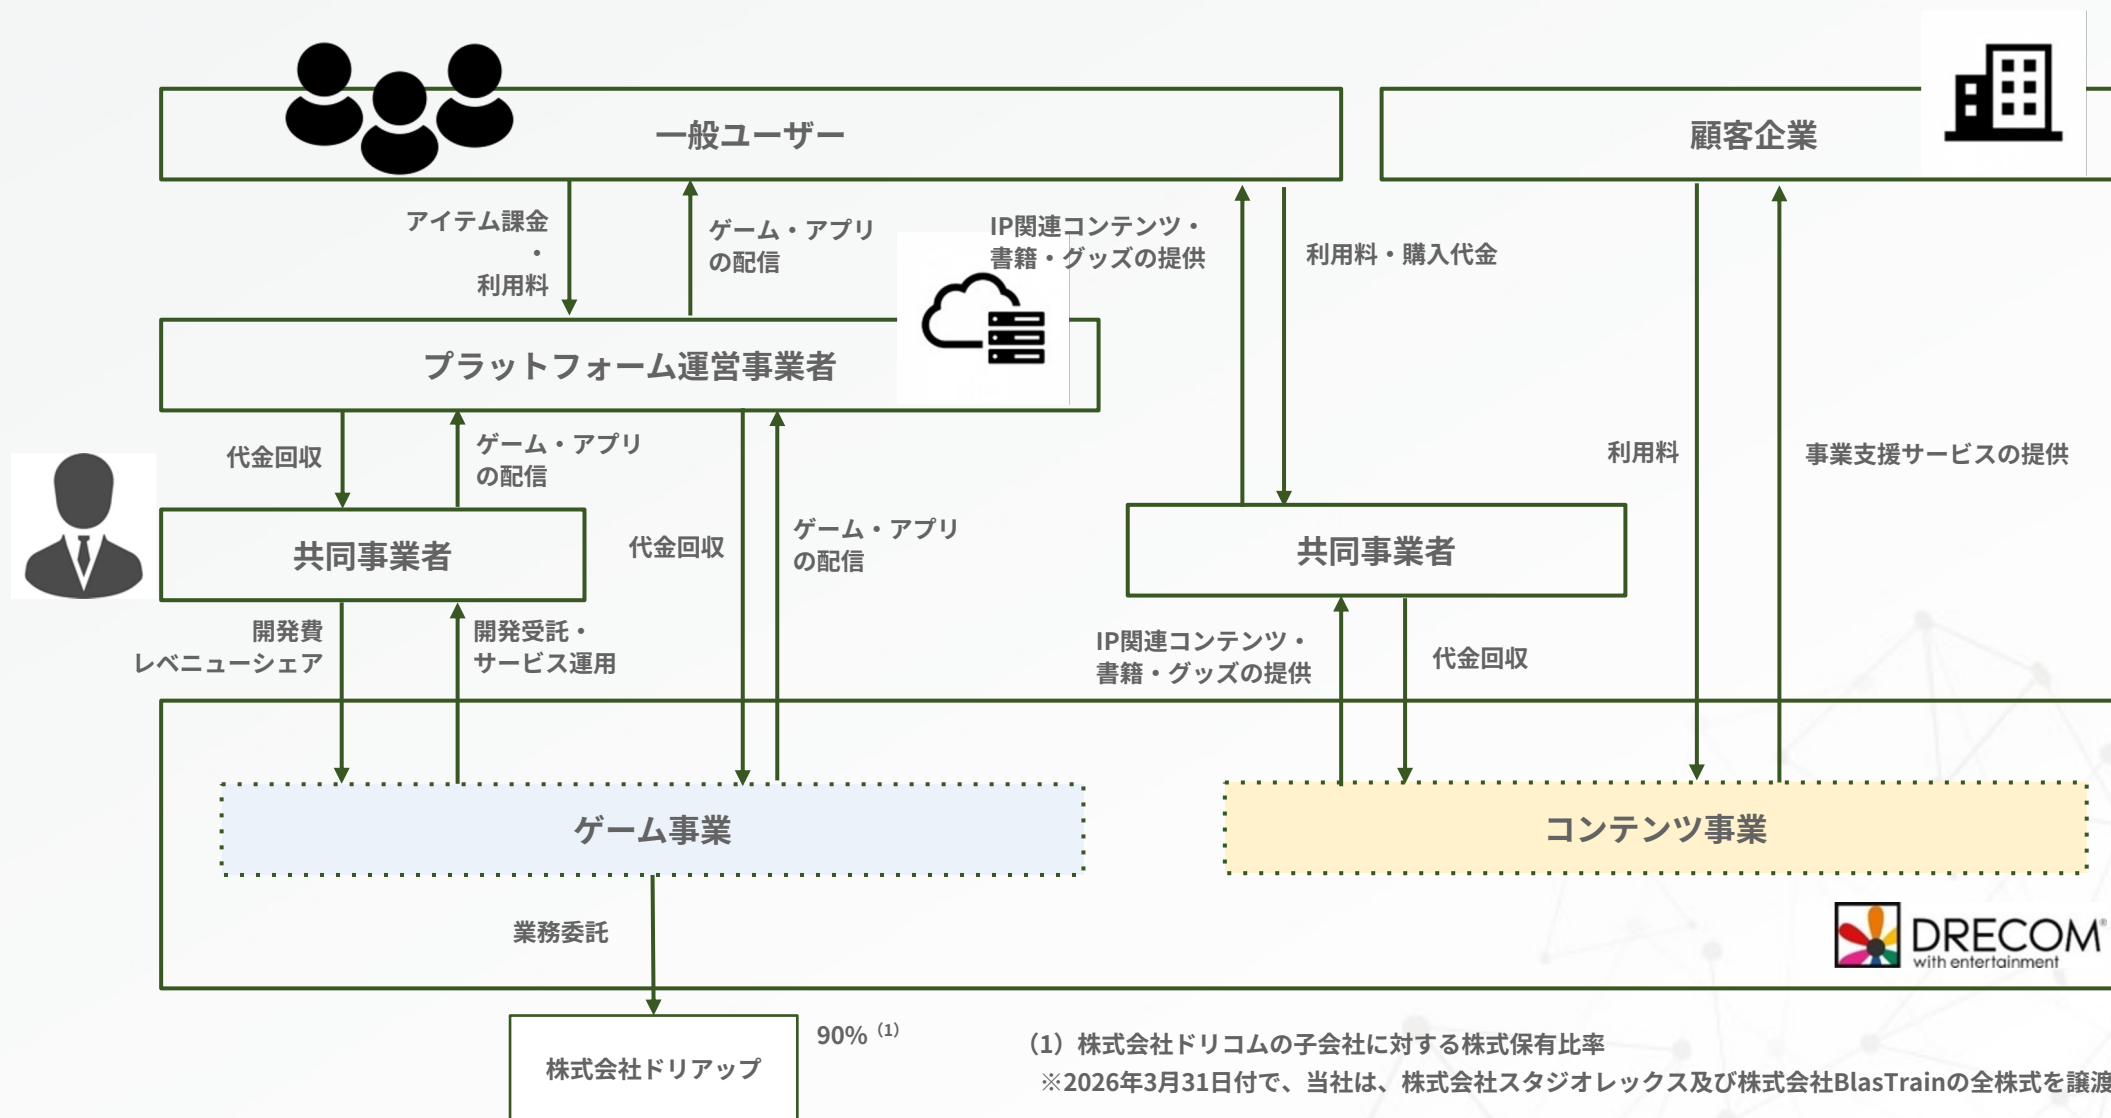 一般ユーザー
顧客企業
アイテム課金
・
利用料
ゲーム・アプリ
の配信
IP関連コンテンツ・
書籍・グッズの提供
利用料・購入代金
プラットフォーム運営事業者
代金回収
ゲーム・アプリ
の配信
利用料
事業支援サービスの提供
共同事業者
代金回収
ゲーム・アプリ
の配信
共同事業者
開発費
レベニューシェア
開発受託・
サービス運用
IP関連コンテンツ・
書籍・グッズの提供
代金回収
ゲーム事業
コンテンツ事業
業務委託
DRECOM®
with entertainment
株式会社ドリアップ
90%（1）
（1）株式会社ドリコムの子会社に対する株式保有比率
※2026年3月31日付で、当社は、株式会社スタジオレックス及び株式会社BlasTrainの全株式を譲渡